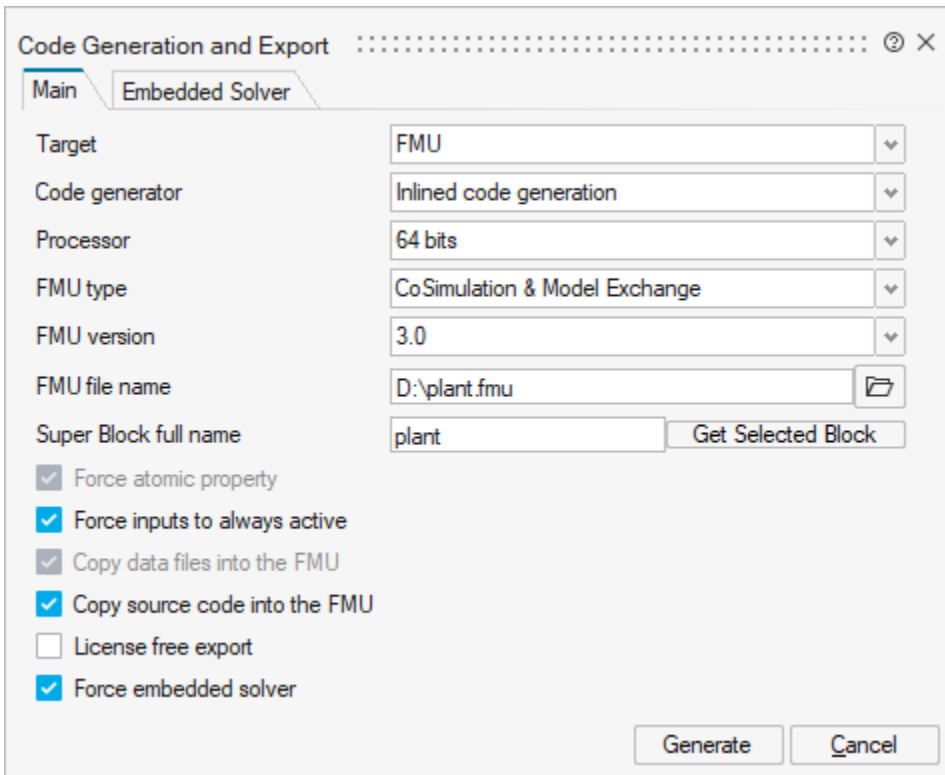 Code Generation and Export
Main Embedded Solver
Target FMU
Code generator Inlined code generation
Processor 64 bits
FMU type CoSimulation & Model Exchange
FMU version 3.0
FMU file name D:\plant.fmu
Super Block full name plant Get Selected Block
Force atomic property
Force inputs to always active
Copy data files into the FMU
Copy source code into the FMU
License free export
Force embedded solver
Generate Cancel